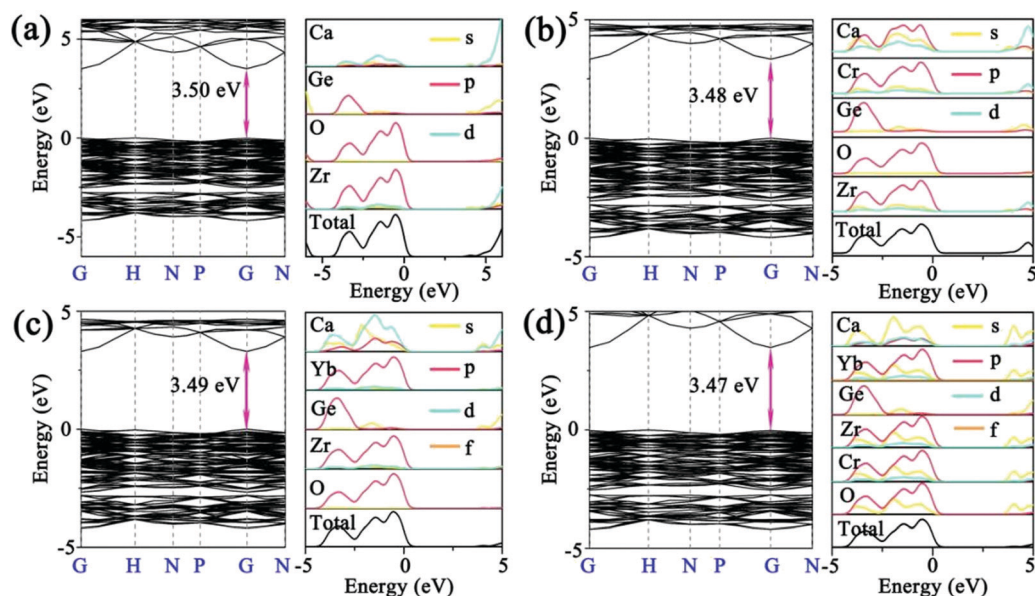 (a)
5
0
-5
Energy (eV)
3.50 eV
G H N P G N
Ca s
Ge p
O d
Zr
Total
-5 0 5
Energy (eV)
(b)
5
0
-5
Energy (eV)
3.48 eV
G H N P G N
Ca s
Cr p
Ge d
O
Zr
Total
-5 0 5
Energy (eV)
(c)
5
0
-5
Energy (eV)
3.49 eV
G H N P G N
Ca s
Yb p
Ge d
Zr f
O
Total
-5 0 5
Energy (eV)
(d)
5
0
-5
Energy (eV)
3.47 eV
G H N P G N
Ca s
Yb p
Ge d
Zr f
Cr
O
Total
-5 0 5
Energy (eV)